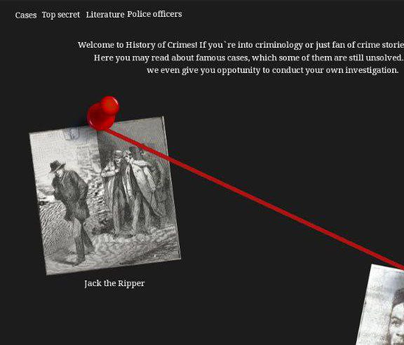 Cases Top secret Literature Police officers
Welcome to History of Crimes! If you`re into criminology or just fan of crime storie
Here you may read about famous cases, which some of them are still unsolved.
we even give you oppotunity to conduct your own investigation.
Jack the Ripper